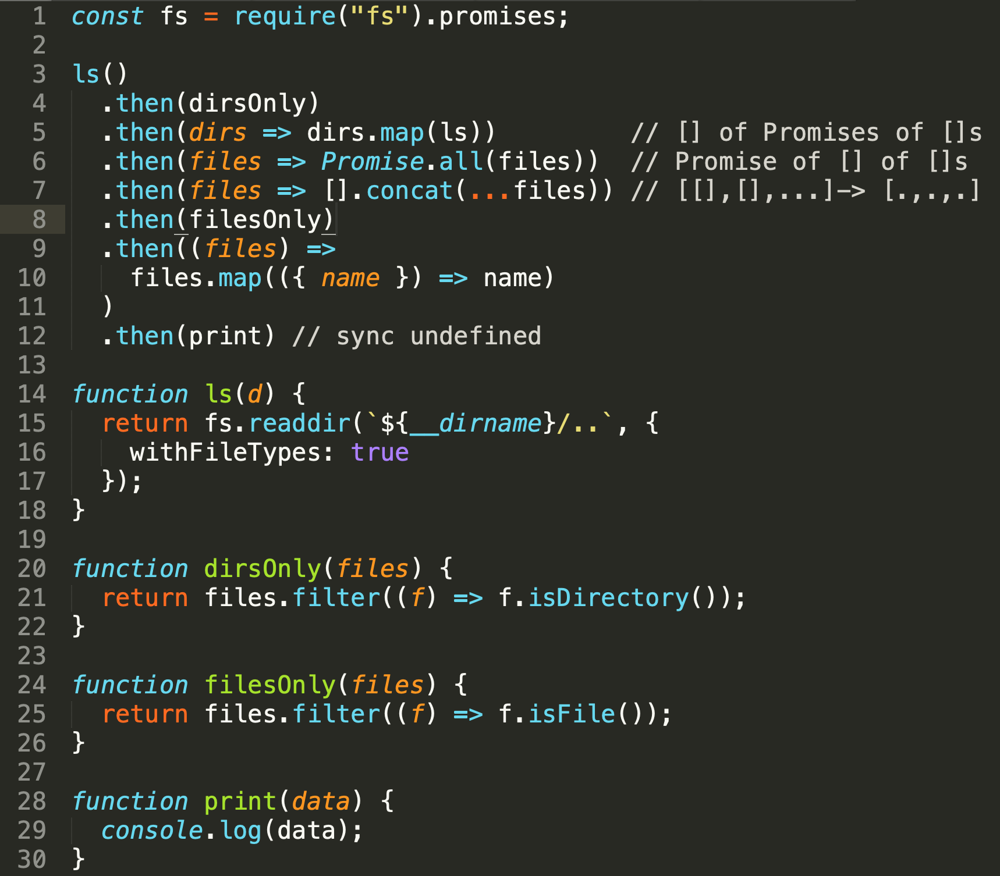 1 const fs = require("fs").promises;
2
3 ls()
4   .then(dirsOnly)
5   .then(dirs => dirs.map(ls))         // [] of Promises of []s
6   .then(files => Promise.all(files))  // Promise of [] of []s
7   .then(files => [].concat(...files)) // [[],[],...]-> [.,.,.]
8   .then(filesOnly)
9   .then((files) =>
10     files.map(({ name }) => name)
11   )
12   .then(print) // sync undefined
13
14 function ls(d) {
15   return fs.readdir(`${__dirname}/..`, {
16     withFileTypes: true
17   });
18 }
19
20 function dirsOnly(files) {
21   return files.filter((f) => f.isDirectory());
22 }
23
24 function filesOnly(files) {
25   return files.filter((f) => f.isFile());
26 }
27
28 function print(data) {
29   console.log(data);
30 }